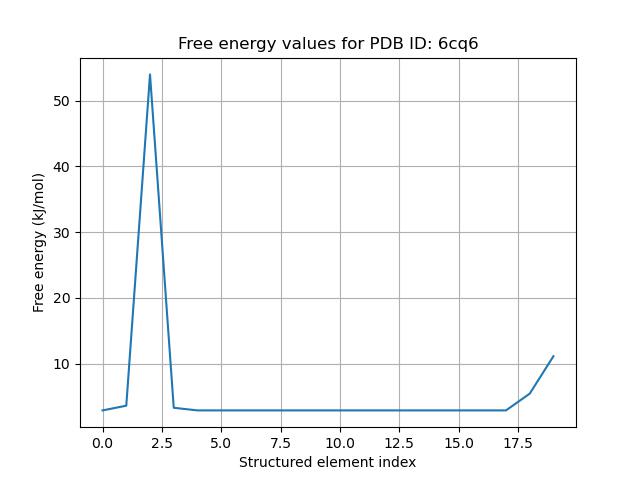 Free energy values for PDB ID: 6cq6
50
40
30
20
10
Free energy (kJ/mol)
0.0 2.5 5.0 7.5 10.0 12.5 15.0 17.5
Structured element index